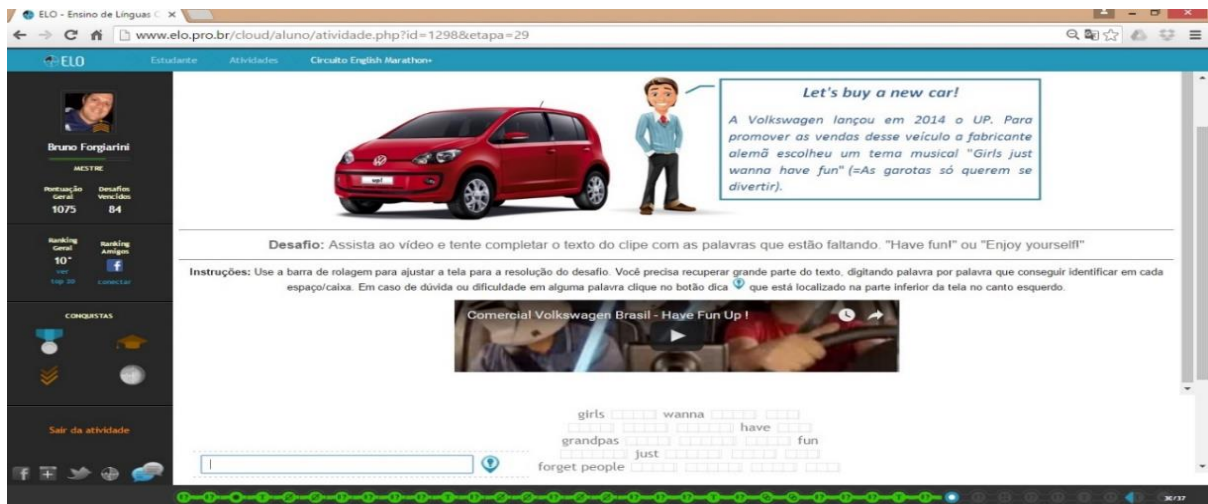 ELO - Ensino de Línguas C
www.elo.pro.br/cloud/aluno/atividade.php?id=1298&etapa=29
ELO Estudante Atividades Circuito English Marathon+
Bruno Forgiarini
MESTRE
Pontuação Geral
1075
Desafios Vencidos
84
Ranking Geral
10°
ver
top 20
Ranking Amigos
conectar
CONQUISTAS
Sair da atividade
up!
Let's buy a new car!
A Volkswagen lançou em 2014 o UP. Para
promover as vendas desse veículo a fabricante
alemã escolheu um tema musical "Girls just
wanna have fun" (=As garotas só querem se
divertir).
Desafio: Assista ao vídeo e tente completar o texto do clipe com as palavras que estão faltando. "Have fun!" ou "Enjoy yourself!"
Instruções: Use a barra de rolagem para ajustar a tela para a resolução do desafio. Você precisa recuperar grande parte do texto, digitando palavra por palavra que conseguir identificar em cada
espaço/caixa. Em caso de dúvida ou dificuldade em alguma palavra clique no botão dica que está localizado na parte inferior da tela no canto esquerdo.
Comercial Volkswagen Brasil - Have Fun Up !
girls wanna
have
grandpas fun
just
forget people
36/37